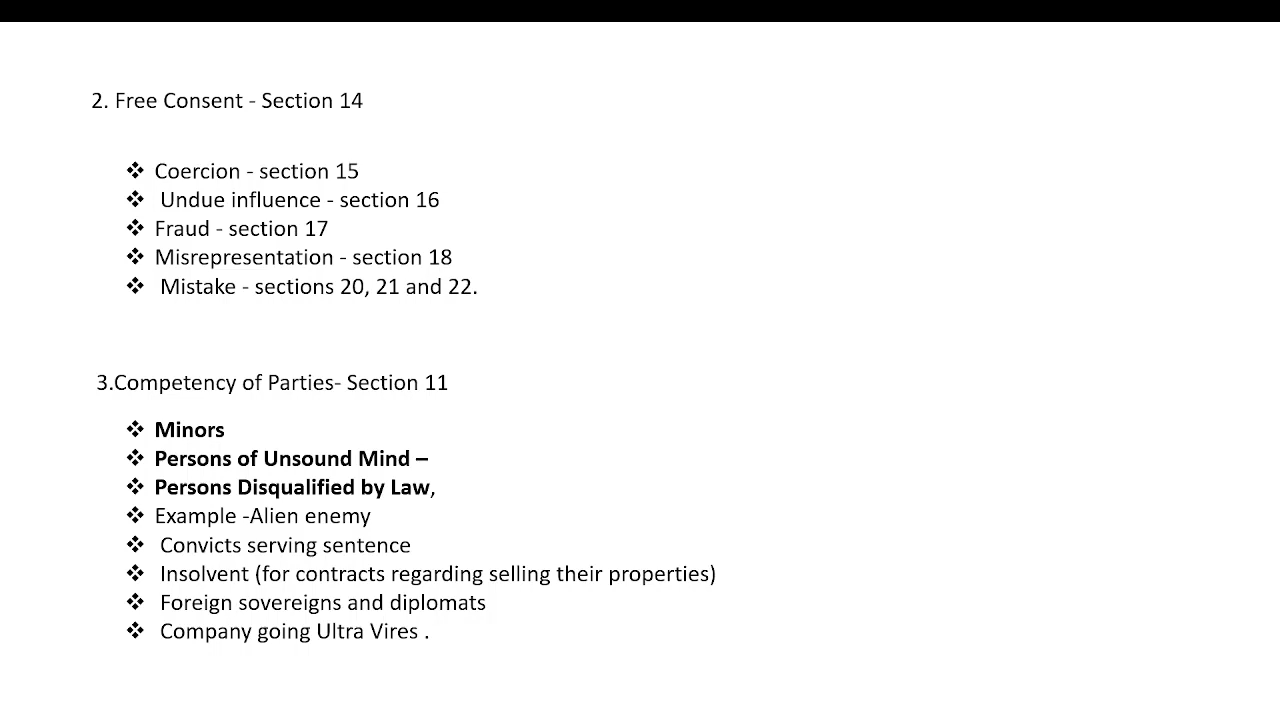 2. Free Consent - Section 14
❖ Coercion - section 15
❖ Undue influence - section 16
❖ Fraud - section 17
❖ Misrepresentation - section 18
❖ Mistake - sections 20, 21 and 22.
3.Competency of Parties- Section 11
❖ Minors
❖ Persons of Unsound Mind –
❖ Persons Disqualified by Law,
❖ Example -Alien enemy
❖ Convicts serving sentence
❖ Insolvent (for contracts regarding selling their properties)
❖ Foreign sovereigns and diplomats
❖ Company going Ultra Vires .